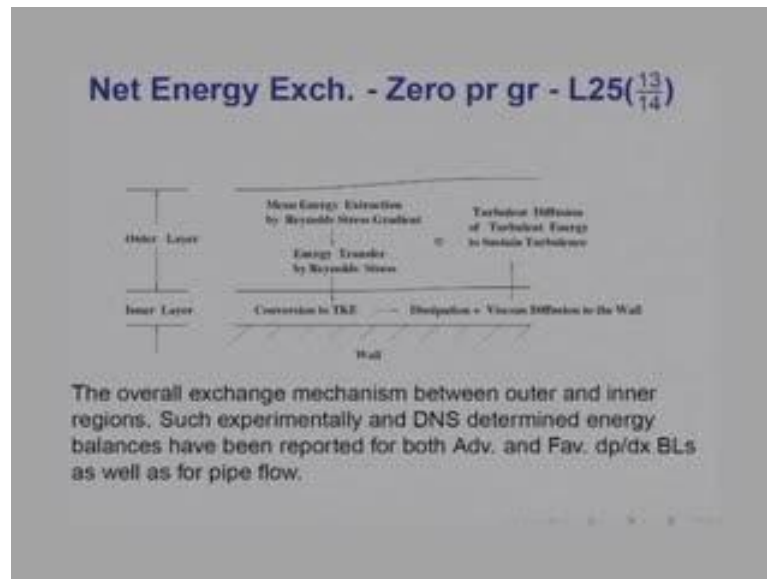 Net Energy Exch. - Zero pr gr - L25(13/14)
Mean Energy Extraction
by Reynolds Stress Gradient
Turbulent Diffusion
of Turbulent Energy
to Sustain Turbulence
Outer Layer
Energy Transfer
by Reynolds Stress
Inner Layer
Conversion to TKE
Dissipation + Viscous Diffusion to the Wall
Wall
The overall exchange mechanism between outer and inner
regions. Such experimentally and DNS determined energy
balances have been reported for both Adv. and Fav. dp/dx BLs
as well as for pipe flow.